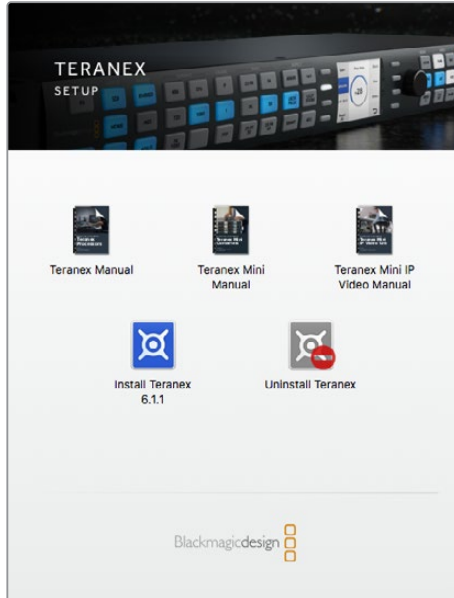 TERANEX
SETUP
Teranex Manual
Teranex Mini
Manual
Teranex Mini IP
Video Manual
Install Teranex
6.1.1
Uninstall Teranex
Blackmagicdesign